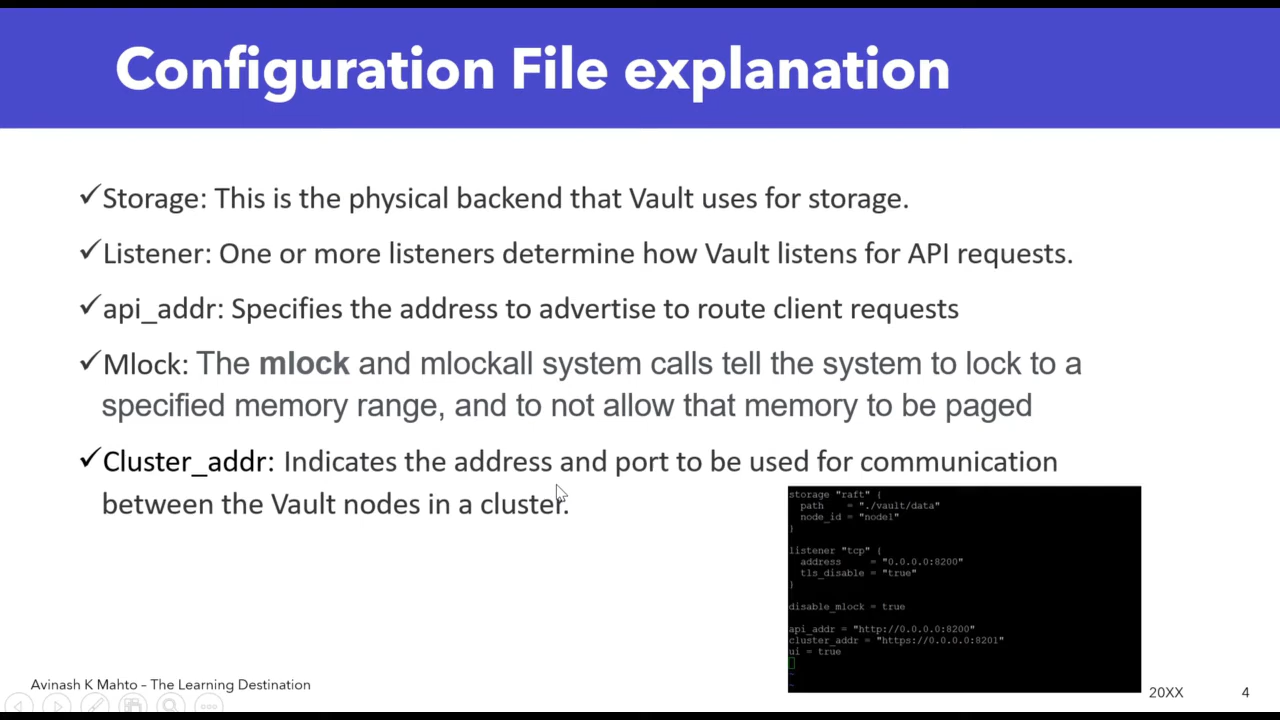 Configuration File explanation
✓Storage: This is the physical backend that Vault uses for storage.
✓Listener: One or more listeners determine how Vault listens for API requests.
✓api_addr: Specifies the address to advertise to route client requests
✓Mlock: The mlock and mlockall system calls tell the system to lock to a
specified memory range, and to not allow that memory to be paged
✓Cluster_addr: Indicates the address and port to be used for communication
between the Vault nodes in a cluster.
storage "raft" {
path = "./vault/data"
node_id = "node1"
}
listener "tcp" {
address = "0.0.0.0:8200"
tls_disable = "true"
}
disable_mlock = true
api_addr = "http://0.0.0.0:8200"
cluster_addr = "https://0.0.0.0:8201"
ui = true
~
~
Avinash K Mahto – The Learning Destination
20XX
4